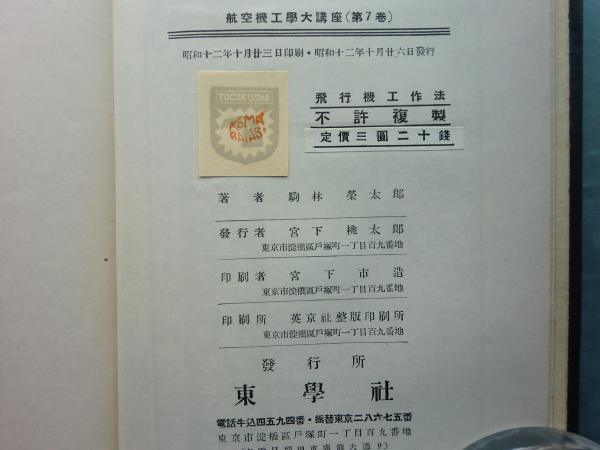 航空機工學大講座(第7巻)
昭和十二年十月廿三日印刷・昭和十二年十月廿六日發行
TOGAKUSHA
KOMA
BAYASI
飛行機工作法
不許複製
定價三圓二十錢
著者 駒林榮太郎
發行者 宮下桃太郎
東京市淀橋區戶塚町一丁目百九番地
印刷者 宮下市造
東京市淀橋區戶塚町一丁目百九番地
印刷所 英京社整版印刷所
東京市淀橋區戶塚町一丁目百九番地
發行所
東學社
電話牛込四五九四番・振替東京二八六七五番
東京市淀橋區戶塚町一丁目百九番地